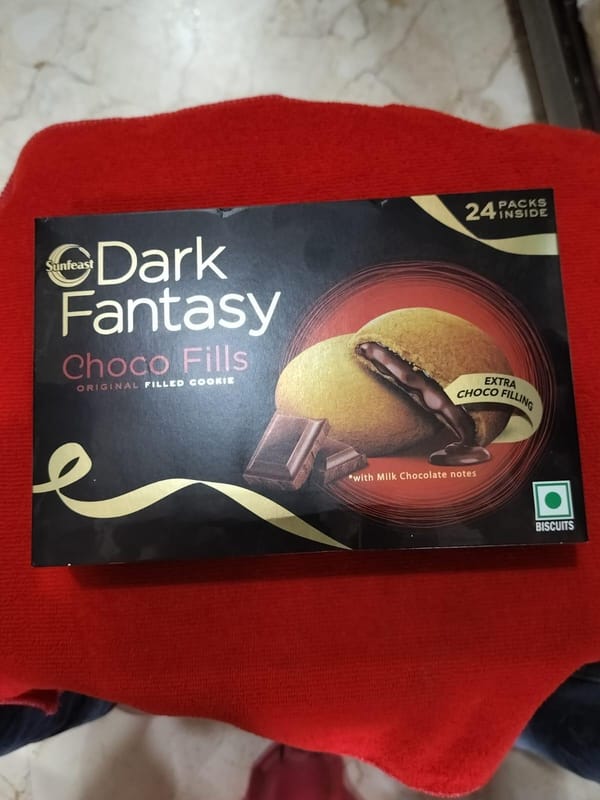 Sunfeast
Dark
Fantasy
Choco Fills
ORIGINAL FILLED COOKIE
24 PACKS
INSIDE
EXTRA
CHOCO FILLING
*with Milk Chocolate notes
BISCUITS